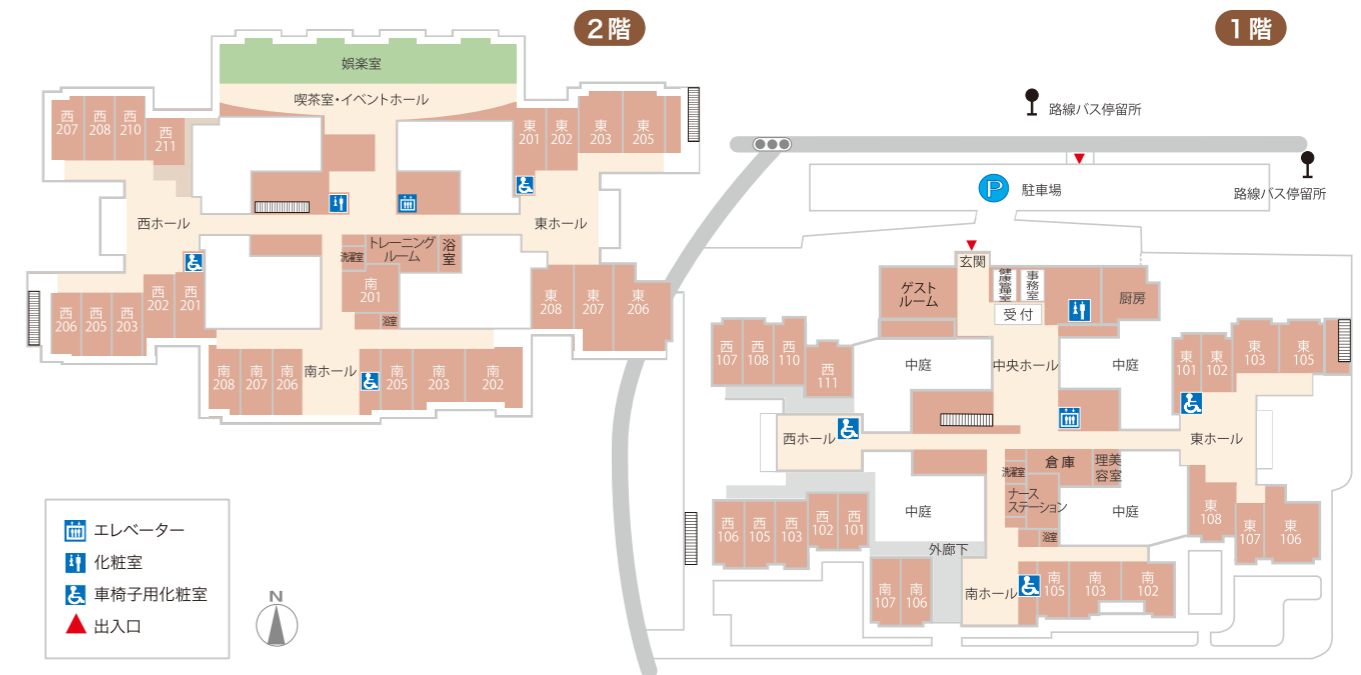 2階
娯楽室
喫茶室・イベントホール
西
207
西
208
西
210
西
211
東
201
東
202
東
203
東
205
西ホール
東ホール
洗濯室
トレーニング
ルーム
浴
室
南
201
浴室
西
206
西
205
西
203
西
202
西
201
東
208
東
207
東
206
南
208
南
207
南
206
南ホール
南
205
南
203
南
202
エレベーター
化粧室
車椅子用化粧室
出入口
N
1階
路線バス停留所
路線バス停留所
P
駐車場
玄関
ゲスト
ルーム
健康管理室
事務室
受付
厨房
西
107
西
108
西
110
西
111
中庭
中央ホール
中庭
東
101
東
102
東
103
東
105
西ホール
東ホール
洗濯室
倉庫
理美
容室
ナース
ステーション
浴室
西
106
西
105
西
103
西
102
西
101
中庭
中庭
東
108
東
107
東
106
外廊下
南
107
南
106
南ホール
南
105
南
103
南
102